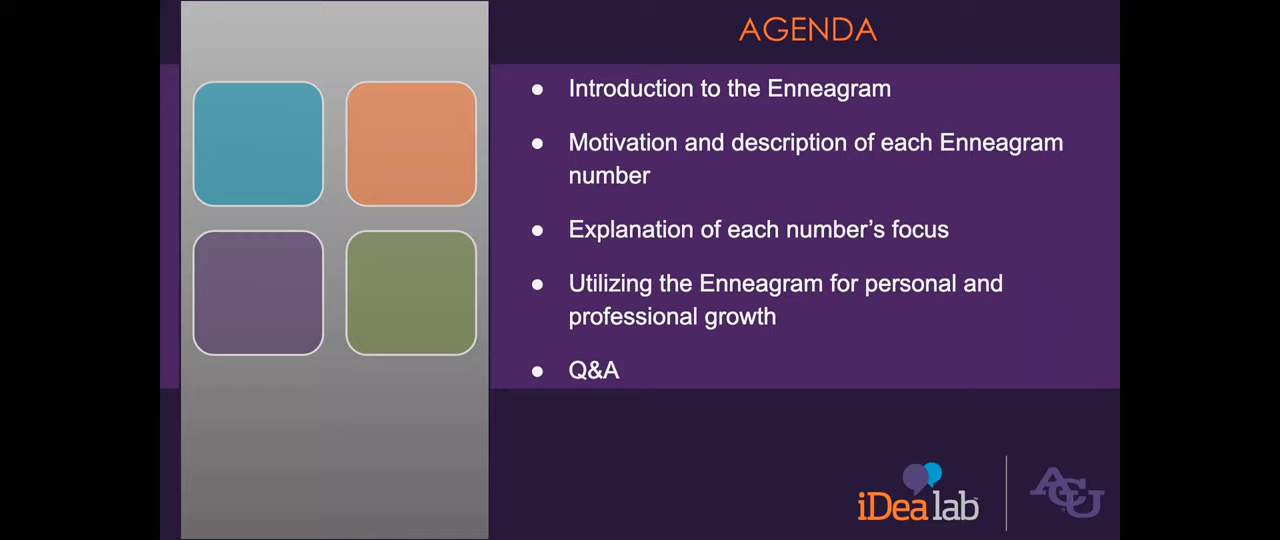 AGENDA
● Introduction to the Enneagram
● Motivation and description of each Enneagram
number
● Explanation of each number’s focus
● Utilizing the Enneagram for personal and
professional growth
● Q&A
iDea lab
ACU